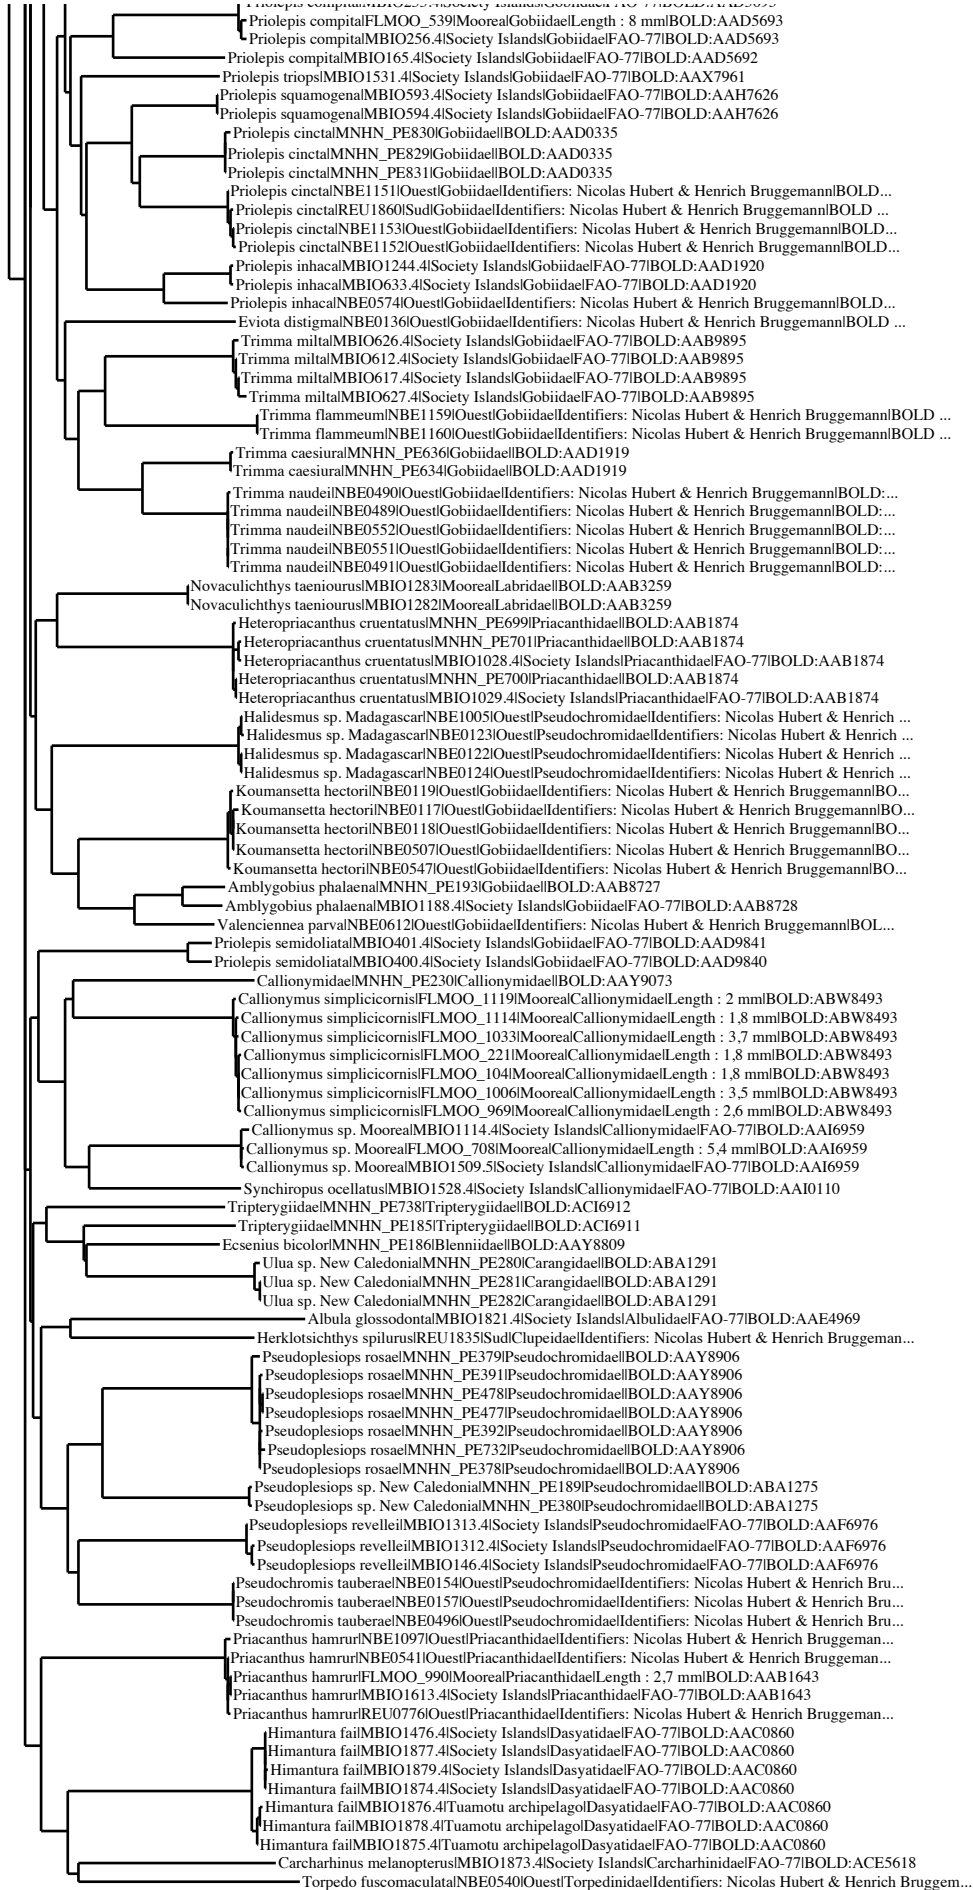 Priolepis compita|MBIO255.4|Society Islands|Gobiidae|FAO-77|BOLD:AAD5693
Priolepis compita|FLMOO_539|Moorea|Gobiidae|Length : 8 mm|BOLD:AAD5693
Priolepis compita|MBIO256.4|Society Islands|Gobiidae|FAO-77|BOLD:AAD5693
Priolepis compita|MBIO165.4|Society Islands|Gobiidae|FAO-77|BOLD:AAD5692
Priolepis triops|MBIO1531.4|Society Islands|Gobiidae|FAO-77|BOLD:AAX7961
Priolepis squamogena|MBIO593.4|Society Islands|Gobiidae|FAO-77|BOLD:AAH7626
Priolepis squamogena|MBIO594.4|Society Islands|Gobiidae|FAO-77|BOLD:AAH7626
Priolepis cincta|MNHN_PE830|Gobiidae||BOLD:AAD0335
Priolepis cincta|MNHN_PE829|Gobiidae||BOLD:AAD0335
Priolepis cincta|MNHN_PE831|Gobiidae||BOLD:AAD0335
Priolepis cincta|NBE1151|Ouest|Gobiidae|Identifiers: Nicolas Hubert & Henrich Bruggemann|BOLD...
Priolepis cincta|REU1860|Sud|Gobiidae|Identifiers: Nicolas Hubert & Henrich Bruggemann|BOLD ...
Priolepis cincta|NBE1153|Ouest|Gobiidae|Identifiers: Nicolas Hubert & Henrich Bruggemann|BOLD...
Priolepis cincta|NBE1152|Ouest|Gobiidae|Identifiers: Nicolas Hubert & Henrich Bruggemann|BOLD...
Priolepis inhaca|MBIO1244.4|Society Islands|Gobiidae|FAO-77|BOLD:AAD1920
Priolepis inhaca|MBIO633.4|Society Islands|Gobiidae|FAO-77|BOLD:AAD1920
Priolepis inhaca|NBE0574|Ouest|Gobiidae|Identifiers: Nicolas Hubert & Henrich Bruggemann|BOLD...
Eviota distigma|NBE0136|Ouest|Gobiidae|Identifiers: Nicolas Hubert & Henrich Bruggemann|BOLD ...
Trimma milta|MBIO626.4|Society Islands|Gobiidae|FAO-77|BOLD:AAB9895
Trimma milta|MBIO612.4|Society Islands|Gobiidae|FAO-77|BOLD:AAB9895
Trimma milta|MBIO617.4|Society Islands|Gobiidae|FAO-77|BOLD:AAB9895
Trimma milta|MBIO627.4|Society Islands|Gobiidae|FAO-77|BOLD:AAB9895
Trimma flammeum|NBE1159|Ouest|Gobiidae|Identifiers: Nicolas Hubert & Henrich Bruggemann|BOLD ...
Trimma flammeum|NBE1160|Ouest|Gobiidae|Identifiers: Nicolas Hubert & Henrich Bruggemann|BOLD ...
Trimma caesiura|MNHN_PE636|Gobiidae||BOLD:AAD1919
Trimma caesiura|MNHN_PE634|Gobiidae||BOLD:AAD1919
Trimma naudei|NBE0490|Ouest|Gobiidae|Identifiers: Nicolas Hubert & Henrich Bruggemann|BOLD:...
Trimma naudei|NBE0489|Ouest|Gobiidae|Identifiers: Nicolas Hubert & Henrich Bruggemann|BOLD:...
Trimma naudei|NBE0552|Ouest|Gobiidae|Identifiers: Nicolas Hubert & Henrich Bruggemann|BOLD:...
Trimma naudei|NBE0551|Ouest|Gobiidae|Identifiers: Nicolas Hubert & Henrich Bruggemann|BOLD:...
Trimma naudei|NBE0491|Ouest|Gobiidae|Identifiers: Nicolas Hubert & Henrich Bruggemann|BOLD:...
Novaculichthys taeniourus|MBIO1283|Moorea|Labridae||BOLD:AAB3259
Novaculichthys taeniourus|MBIO1282|Moorea|Labridae||BOLD:AAB3259
Heteropriacanthus cruentatus|MNHN_PE699|Priacanthidae||BOLD:AAB1874
Heteropriacanthus cruentatus|MNHN_PE701|Priacanthidae||BOLD:AAB1874
Heteropriacanthus cruentatus|MBIO1028.4|Society Islands|Priacanthidae|FAO-77|BOLD:AAB1874
Heteropriacanthus cruentatus|MNHN_PE700|Priacanthidae||BOLD:AAB1874
Heteropriacanthus cruentatus|MBIO1029.4|Society Islands|Priacanthidae|FAO-77|BOLD:AAB1874
Halidesmus sp. Madagascar|NBE1005|Ouest|Pseudochromidae|Identifiers: Nicolas Hubert & Henrich ...
Halidesmus sp. Madagascar|NBE0123|Ouest|Pseudochromidae|Identifiers: Nicolas Hubert & Henrich ...
Halidesmus sp. Madagascar|NBE0122|Ouest|Pseudochromidae|Identifiers: Nicolas Hubert & Henrich ...
Halidesmus sp. Madagascar|NBE0124|Ouest|Pseudochromidae|Identifiers: Nicolas Hubert & Henrich ...
Koumansetta hectori|NBE0119|Ouest|Gobiidae|Identifiers: Nicolas Hubert & Henrich Bruggemann|BO...
Koumansetta hectori|NBE0117|Ouest|Gobiidae|Identifiers: Nicolas Hubert & Henrich Bruggemann|BO...
Koumansetta hectori|NBE0118|Ouest|Gobiidae|Identifiers: Nicolas Hubert & Henrich Bruggemann|BO...
Koumansetta hectori|NBE0507|Ouest|Gobiidae|Identifiers: Nicolas Hubert & Henrich Bruggemann|BO...
Koumansetta hectori|NBE0547|Ouest|Gobiidae|Identifiers: Nicolas Hubert & Henrich Bruggemann|BO...
Amblygobius phalaena|MNHN_PE193|Gobiidae||BOLD:AAB8727
Amblygobius phalaena|MBIO1188.4|Society Islands|Gobiidae|FAO-77|BOLD:AAB8728
Valenciennea parva|NBE0612|Ouest|Gobiidae|Identifiers: Nicolas Hubert & Henrich Bruggemann|BOL...
Priolepis semidoliata|MBIO401.4|Society Islands|Gobiidae|FAO-77|BOLD:AAD9841
Priolepis semidoliata|MBIO400.4|Society Islands|Gobiidae|FAO-77|BOLD:AAD9840
Callionymidae|MNHN_PE230|Callionymidae||BOLD:AAY9073
Callionymus simplicicornis|FLMOO_1119|Moorea|Callionymidae|Length : 2 mm|BOLD:ABW8493
Callionymus simplicicornis|FLMOO_1114|Moorea|Callionymidae|Length : 1,8 mm|BOLD:ABW8493
Callionymus simplicicornis|FLMOO_1033|Moorea|Callionymidae|Length : 3,7 mm|BOLD:ABW8493
Callionymus simplicicornis|FLMOO_221|Moorea|Callionymidae|Length : 1,8 mm|BOLD:ABW8493
Callionymus simplicicornis|FLMOO_104|Moorea|Callionymidae|Length : 1,8 mm|BOLD:ABW8493
Callionymus simplicicornis|FLMOO_1006|Moorea|Callionymidae|Length : 3,5 mm|BOLD:ABW8493
Callionymus simplicicornis|FLMOO_969|Moorea|Callionymidae|Length : 2,6 mm|BOLD:ABW8493
Callionymus sp. Moorea|MBIO1114.4|Society Islands|Callionymidae|FAO-77|BOLD:AAI6959
Callionymus sp. Moorea|FLMOO_708|Moorea|Callionymidae|Length : 5,4 mm|BOLD:AAI6959
Callionymus sp. Moorea|MBIO1509.5|Society Islands|Callionymidae|FAO-77|BOLD:AAI6959
Synchiropus ocellatus|MBIO1528.4|Society Islands|Callionymidae|FAO-77|BOLD:AAI0110
Tripterygiidae|MNHN_PE738|Tripterygiidae||BOLD:ACI6912
Tripterygiidae|MNHN_PE185|Tripterygiidae||BOLD:ACI6911
Ecsenius bicolor|MNHN_PE186|Blenniidae||BOLD:AAY8809
Ulua sp. New Caledonia|MNHN_PE280|Carangidae||BOLD:ABA1291
Ulua sp. New Caledonia|MNHN_PE281|Carangidae||BOLD:ABA1291
Ulua sp. New Caledonia|MNHN_PE282|Carangidae||BOLD:ABA1291
Albula glossodonta|MBIO1821.4|Society Islands|Albulidae|FAO-77|BOLD:AAE4969
Herklotsichthys spilurus|REU1835|Sud|Clupeidae|Identifiers: Nicolas Hubert & Henrich Bruggeman...
Pseudoplesiops rosae|MNHN_PE379|Pseudochromidae||BOLD:AAY8906
Pseudoplesiops rosae|MNHN_PE391|Pseudochromidae||BOLD:AAY8906
Pseudoplesiops rosae|MNHN_PE478|Pseudochromidae||BOLD:AAY8906
Pseudoplesiops rosae|MNHN_PE477|Pseudochromidae||BOLD:AAY8906
Pseudoplesiops rosae|MNHN_PE392|Pseudochromidae||BOLD:AAY8906
Pseudoplesiops rosae|MNHN_PE732|Pseudochromidae||BOLD:AAY8906
Pseudoplesiops rosae|MNHN_PE378|Pseudochromidae||BOLD:AAY8906
Pseudoplesiops sp. New Caledonia|MNHN_PE189|Pseudochromidae||BOLD:ABA1275
Pseudoplesiops sp. New Caledonia|MNHN_PE380|Pseudochromidae||BOLD:ABA1275
Pseudoplesiops revellei|MBIO1313.4|Society Islands|Pseudochromidae|FAO-77|BOLD:AAF6976
Pseudoplesiops revellei|MBIO1312.4|Society Islands|Pseudochromidae|FAO-77|BOLD:AAF6976
Pseudoplesiops revellei|MBIO146.4|Society Islands|Pseudochromidae|FAO-77|BOLD:AAF6976
Pseudochromis tauberae|NBE0154|Ouest|Pseudochromidae|Identifiers: Nicolas Hubert & Henrich Bru...
Pseudochromis tauberae|NBE0157|Ouest|Pseudochromidae|Identifiers: Nicolas Hubert & Henrich Bru...
Pseudochromis tauberae|NBE0496|Ouest|Pseudochromidae|Identifiers: Nicolas Hubert & Henrich Bru...
Priacanthus hamrur|NBE1097|Ouest|Priacanthidae|Identifiers: Nicolas Hubert & Henrich Bruggeman...
Priacanthus hamrur|NBE0541|Ouest|Priacanthidae|Identifiers: Nicolas Hubert & Henrich Bruggeman...
Priacanthus hamrur|FLMOO_990|Moorea|Priacanthidae|Length : 2,7 mm|BOLD:AAB1643
Priacanthus hamrur|MBIO1613.4|Society Islands|Priacanthidae|FAO-77|BOLD:AAB1643
Priacanthus hamrur|REU0776|Ouest|Priacanthidae|Identifiers: Nicolas Hubert & Henrich Bruggeman...
Himantura fai|MBIO1476.4|Society Islands|Dasyatidae|FAO-77|BOLD:AAC0860
Himantura fai|MBIO1877.4|Society Islands|Dasyatidae|FAO-77|BOLD:AAC0860
Himantura fai|MBIO1879.4|Society Islands|Dasyatidae|FAO-77|BOLD:AAC0860
Himantura fai|MBIO1874.4|Society Islands|Dasyatidae|FAO-77|BOLD:AAC0860
Himantura fai|MBIO1876.4|Tuamotu archipelago|Dasyatidae|FAO-77|BOLD:AAC0860
Himantura fai|MBIO1878.4|Tuamotu archipelago|Dasyatidae|FAO-77|BOLD:AAC0860
Himantura fai|MBIO1875.4|Tuamotu archipelago|Dasyatidae|FAO-77|BOLD:AAC0860
Carcharhinus melanopterus|MBIO1873.4|Society Islands|Carcharhinidae|FAO-77|BOLD:ACE5618
Torpedo fuscomaculata|NBE0540|Ouest|Torpedinidae|Identifiers: Nicolas Hubert & Henrich Bruggem...